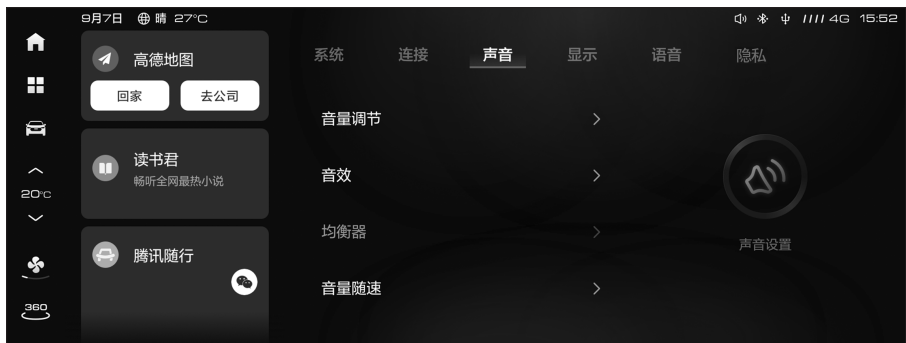 9月7日 晴 27°C
4G 15:52
20°C
360
高德地图
回家 去公司
读书君
畅听全网最热小说
腾讯随行
系统 连接 声音 显示 语音 隐私
音量调节
音效
均衡器
音量随速
声音设置